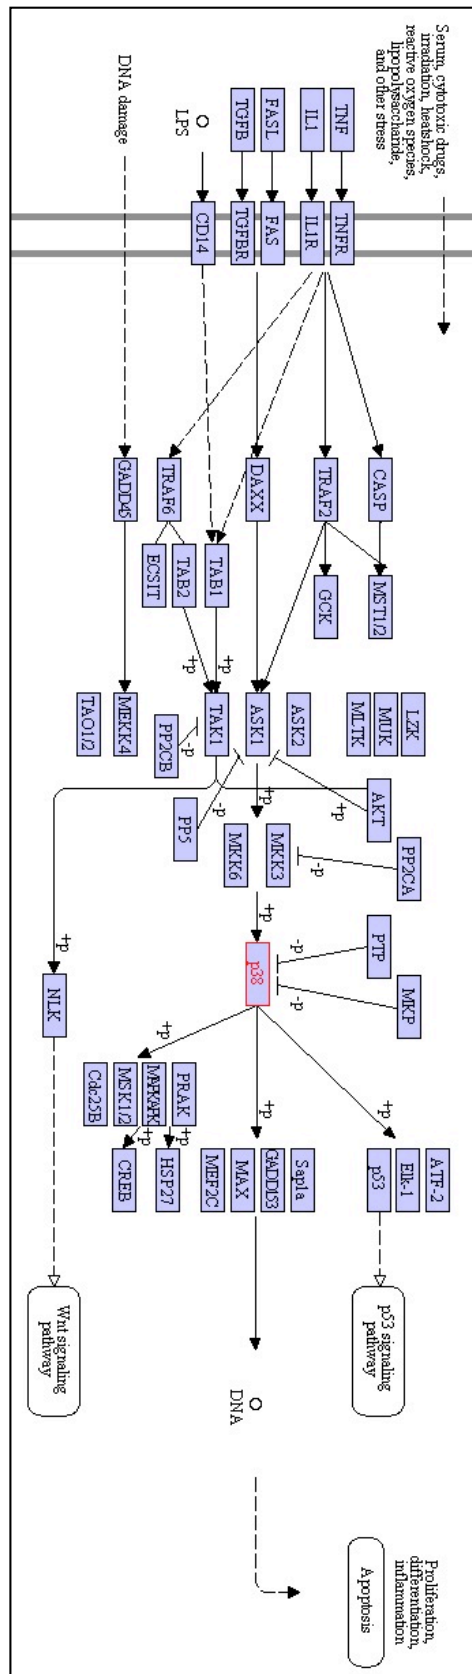 Serum, cytotoxic drugs,
irradiation, heatshock,
reactive oxygen species,
lipopolysaccharide,
and other stress
TNF
TNFR
IL1
IL1R
FASL
FAS
TGFB
TGFBR
LPS
CD14
DNA damage
CASP
TRAF2
DAXX
TRAF6
GADD45
MST1/2
GCK
TAB1
TAB2
ECSIT
+p
+p
LZK
MUK
MLTK
ASK2
ASK1
TAK1
PP2CB
-p
MEKK4
TAO1/2
AKT
+p
+p
PP5
-p
PP2CA
-p
MKK3
MKK6
+p
+p
NLK
PTP
MKP
-p
-p
p38
+p
+p
+p
ATF-2
Elk-1
p53
Sap1a
GADD153
MAX
MEF2C
PRAK
MAPKAPK
MSK1/2
Cdc25B
+p
+p
HSP27
CREB
p53 signaling
pathway
Wnt signaling
pathway
DNA
Proliferation,
differentiation,
inflammation
Apoptosis